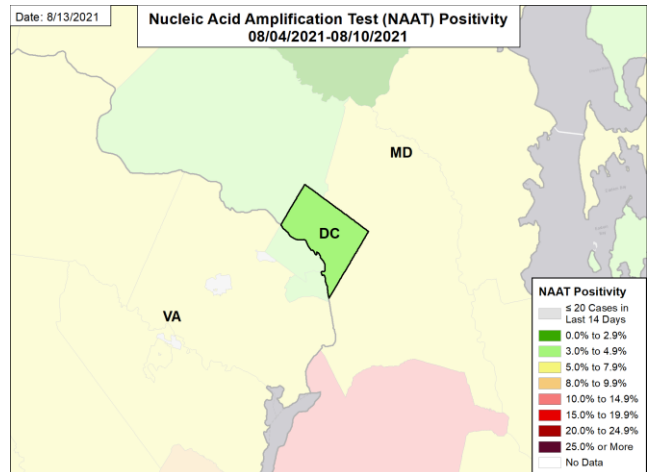 Date: 8/13/2021
Nucleic Acid Amplification Test (NAAT) Positivity
08/04/2021-08/10/2021
MD
DC
VA
NAAT Positivity
≤ 20 Cases in
Last 14 Days
0.0% to 2.9%
3.0% to 4.9%
5.0% to 7.9%
8.0% to 9.9%
10.0% to 14.9%
15.0% to 19.9%
20.0% to 24.9%
25.0% or More
No Data